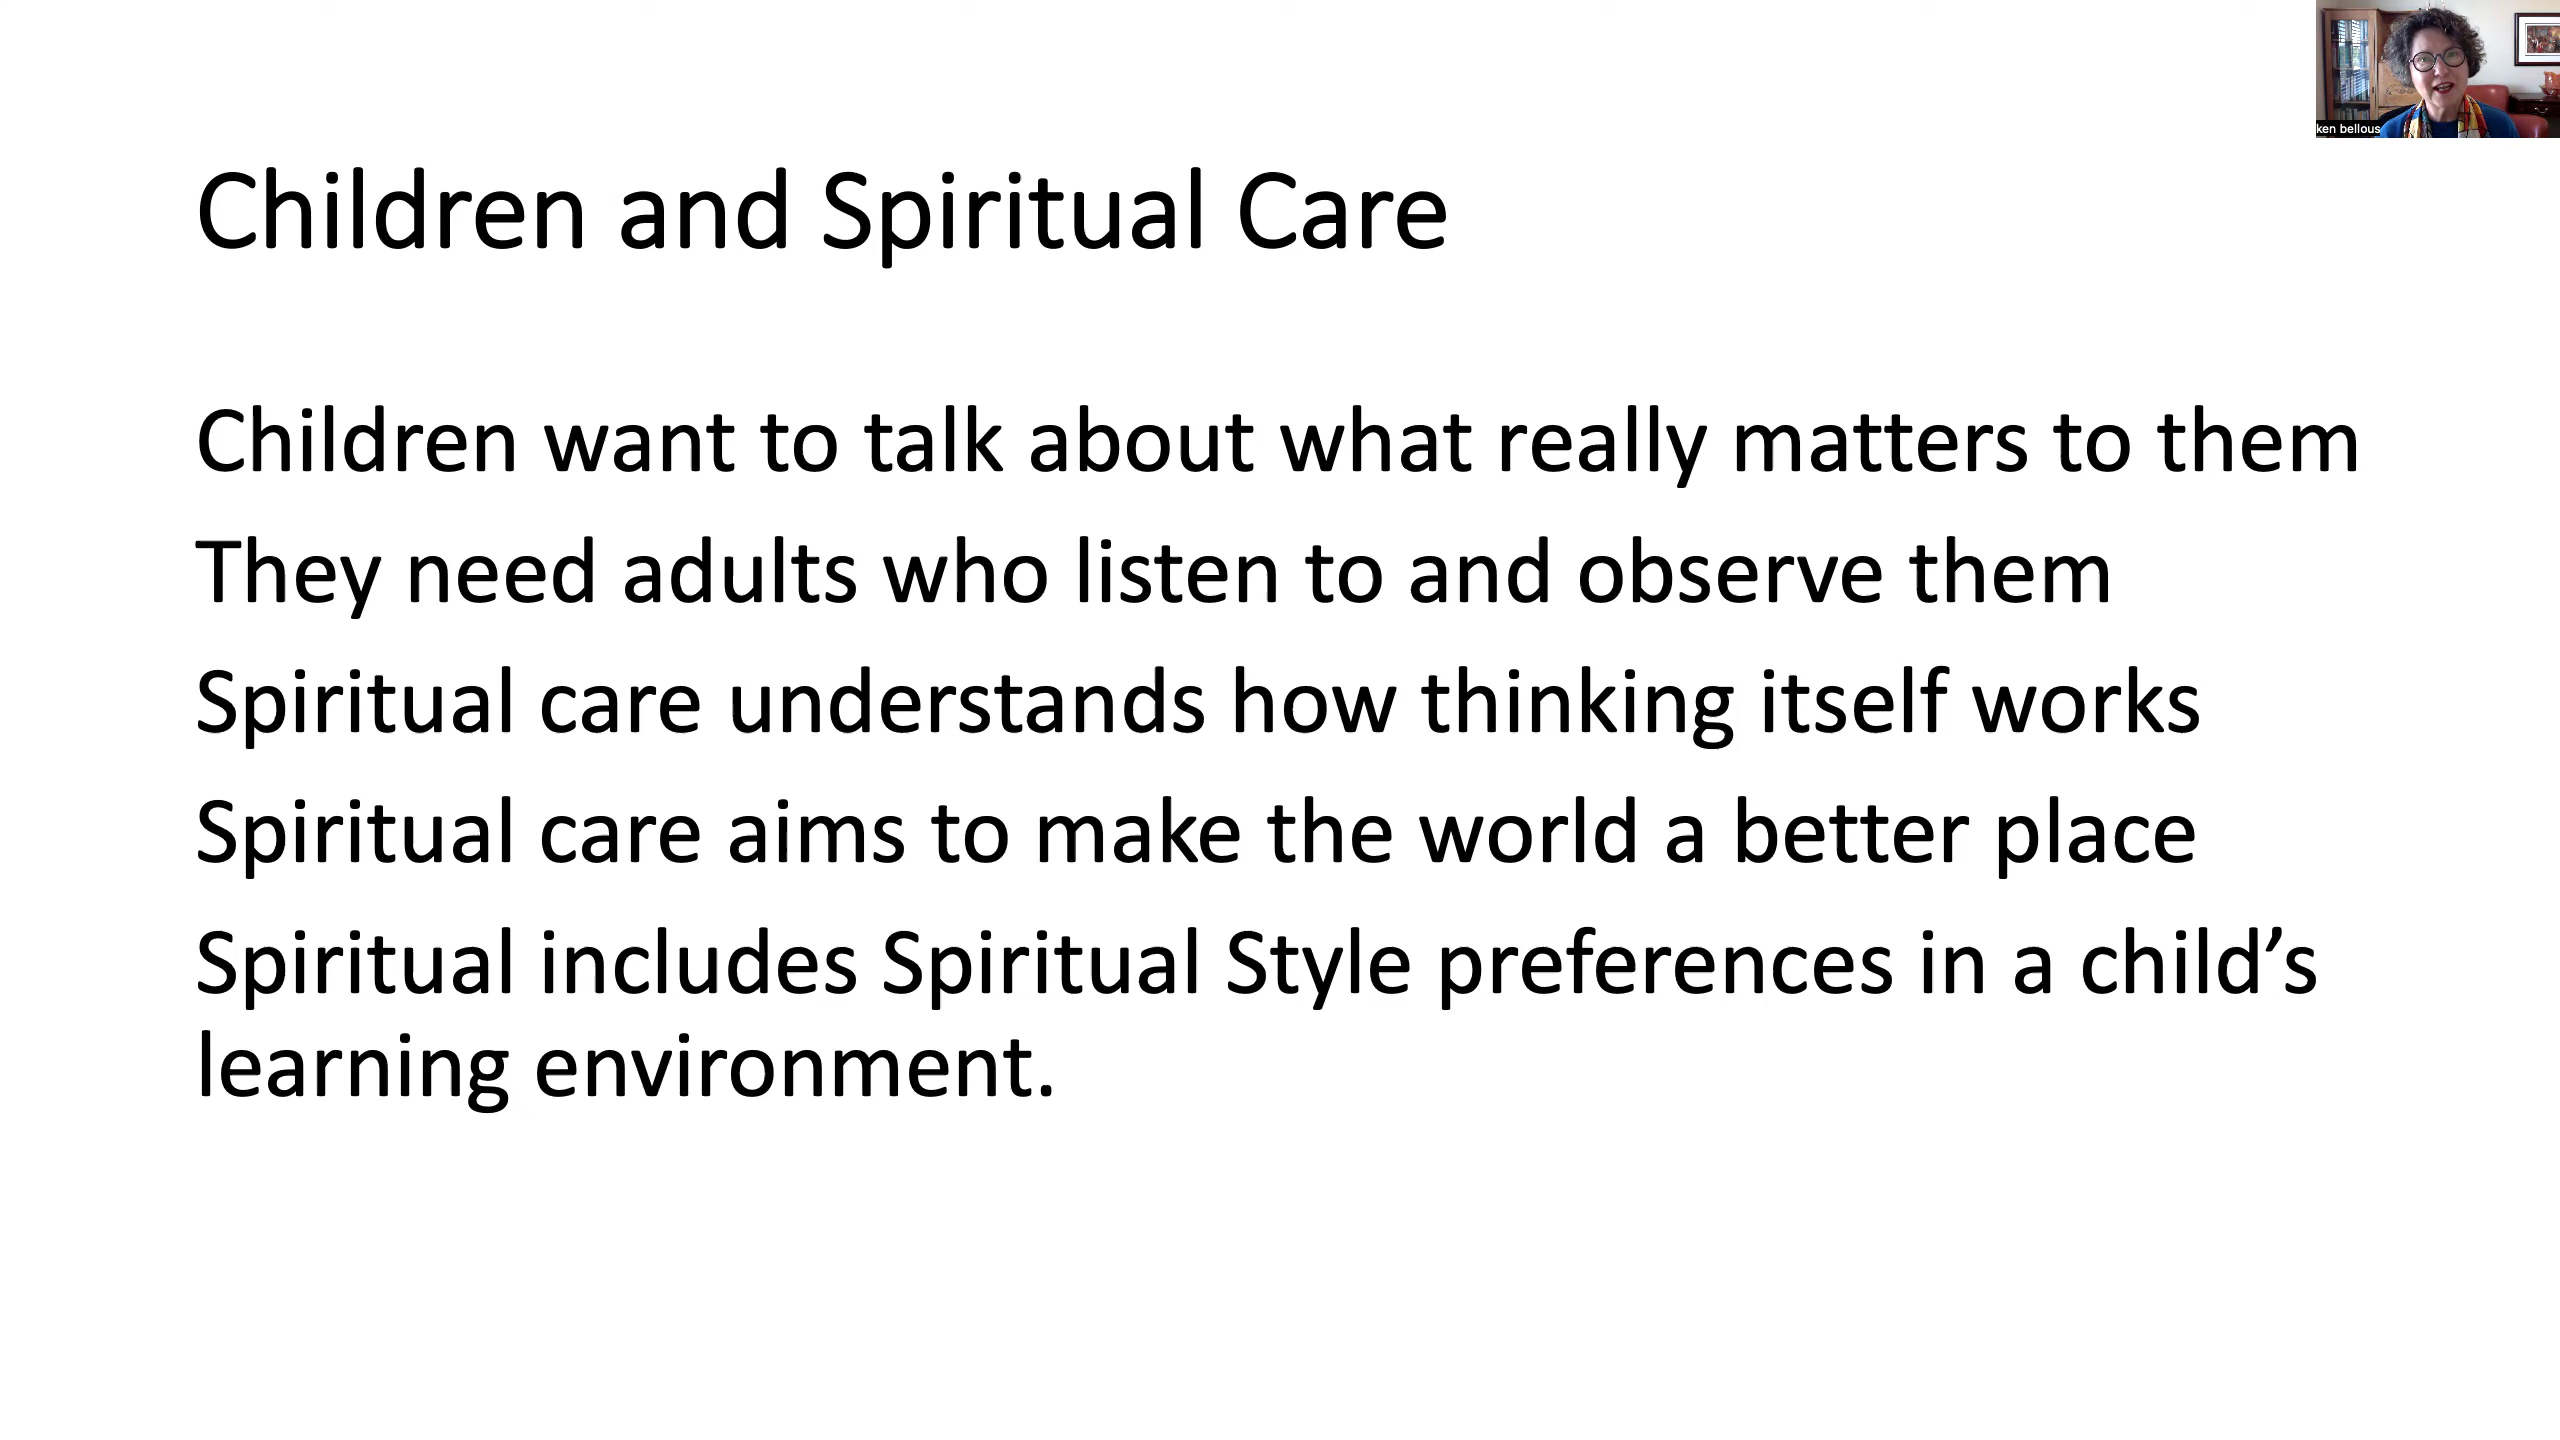 ken bellous
Children and Spiritual Care
Children want to talk about what really matters to them
They need adults who listen to and observe them
Spiritual care understands how thinking itself works
Spiritual care aims to make the world a better place
Spiritual includes Spiritual Style preferences in a child’s
learning environment.